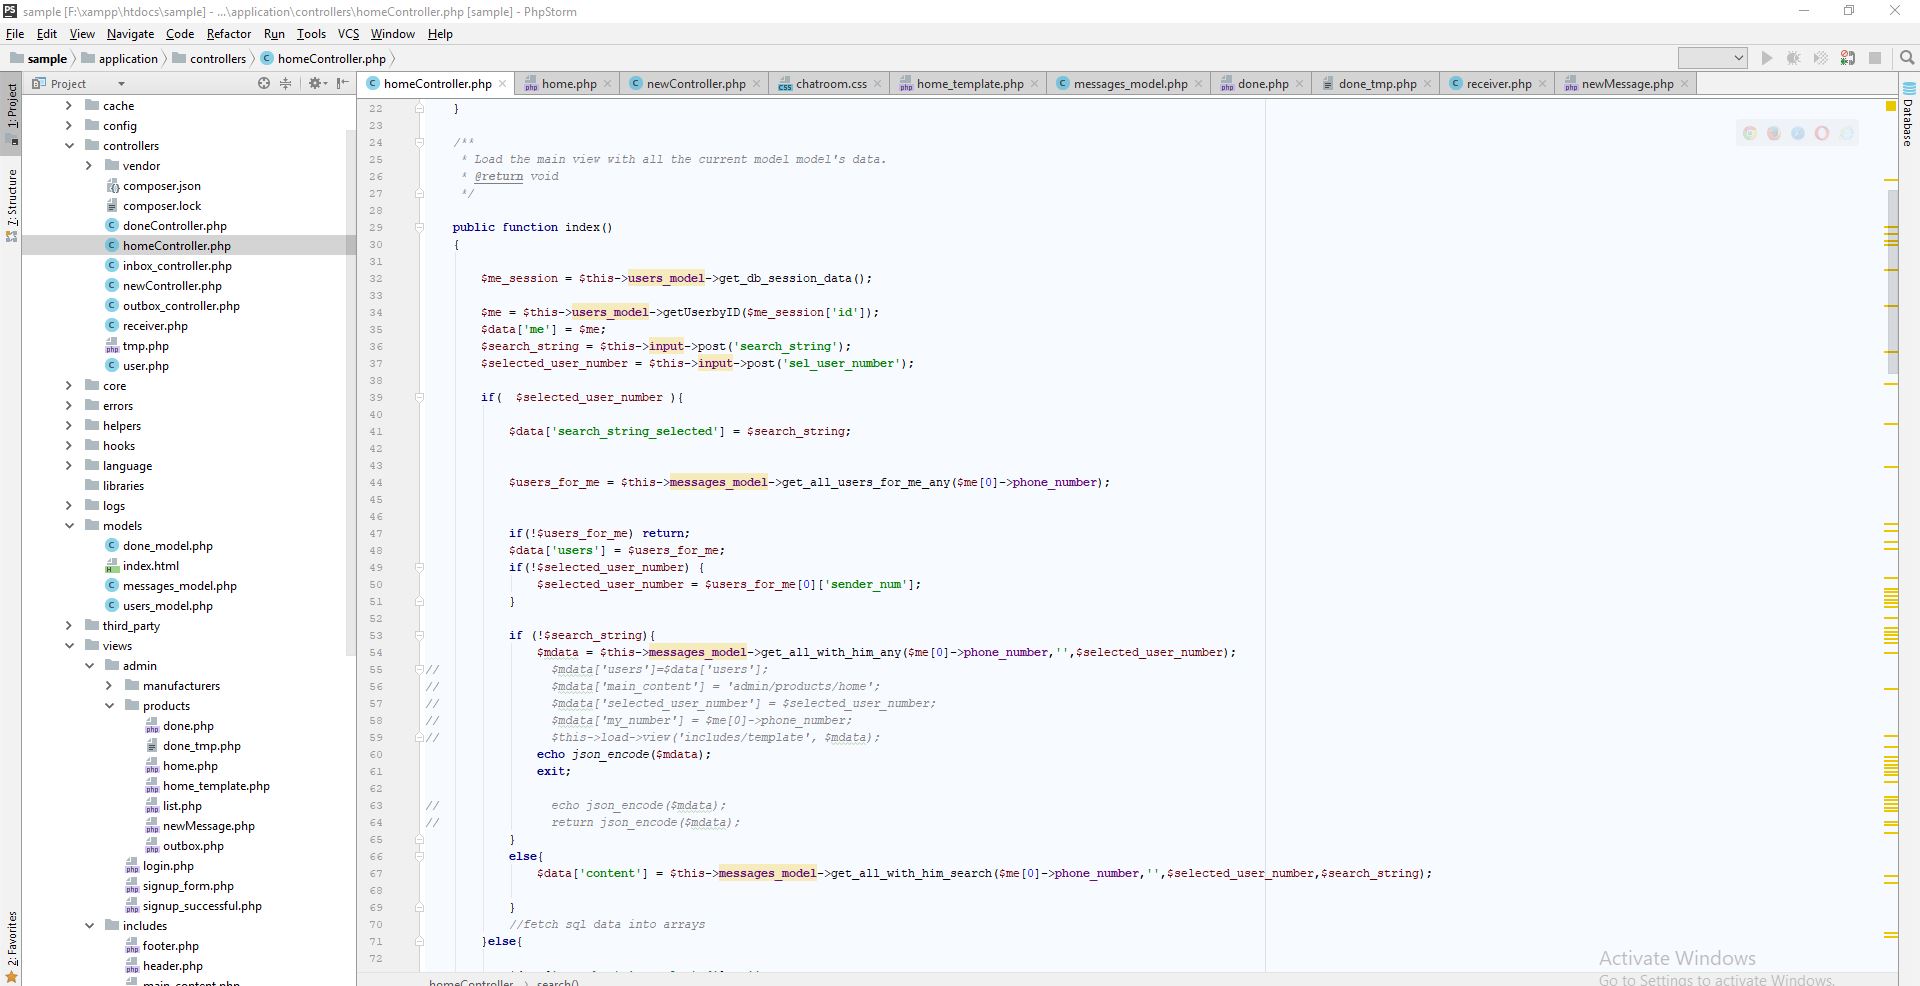 sample [F:\xampp\htdocs\sample] - ...\application\controllers\homeController.php [sample] - PhpStorm
File Edit View Navigate Code Refactor Run Tools VCS Window Help
sample application controllers homeController.php
Project
homeController.php home.php newController.php chatroom.css home_template.php messages_model.php done.php done_tmp.php receiver.php newMessage.php
1: Project
7: Structure
2: Favorites
Database
cache
config
controllers
vendor
composer.json
composer.lock
doneController.php
homeController.php
inbox_controller.php
newController.php
outbox_controller.php
receiver.php
tmp.php
user.php
core
errors
helpers
hooks
language
libraries
logs
models
done_model.php
index.html
messages_model.php
users_model.php
third_party
views
admin
manufacturers
products
done.php
done_tmp.php
home.php
home_template.php
list.php
newMessage.php
outbox.php
login.php
signup_form.php
signup_successful.php
includes
footer.php
header.php
main_content.php
22 }
23
24 /**
25 * Load the main view with all the current model model's data.
26 * @return void
27 */
28
29 public function index()
30 {
31
32 $me_session = $this->users_model->get_db_session_data();
33
34 $me = $this->users_model->getUserbyID($me_session['id']);
35 $data['me'] = $me;
36 $search_string = $this->input->post('search_string');
37 $selected_user_number = $this->input->post('sel_user_number');
38
39 if(  $selected_user_number ){
40
41 $data['search_string_selected'] = $search_string;
42
43
44 $users_for_me = $this->messages_model->get_all_users_for_me_any($me[0]->phone_number);
45
46
47 if(!$users_for_me) return;
48 $data['users'] = $users_for_me;
49 if(!$selected_user_number) {
50 $selected_user_number = $users_for_me[0]['sender_num'];
51 }
52
53 if (!$search_string){
54 $mdata = $this->messages_model->get_all_with_him_any($me[0]->phone_number,'',$selected_user_number);
55 // $mdata['users']=$data['users'];
56 // $mdata['main_content'] = 'admin/products/home';
57 // $mdata['selected_user_number'] = $selected_user_number;
58 // $mdata['my_number'] = $me[0]->phone_number;
59 // $this->load->view('includes/template', $mdata);
60 echo json_encode($mdata);
61 exit;
62
63 // echo json_encode($mdata);
64 // return json_encode($mdata);
65 }
66 else{
67 $data['content'] = $this->messages_model->get_all_with_him_search($me[0]->phone_number,'',$selected_user_number,$search_string);
68
69 }
70 //fetch sql data into arrays
71 }else{
72
homeController search()
Activate Windows
Go to Settings to activate Windows.